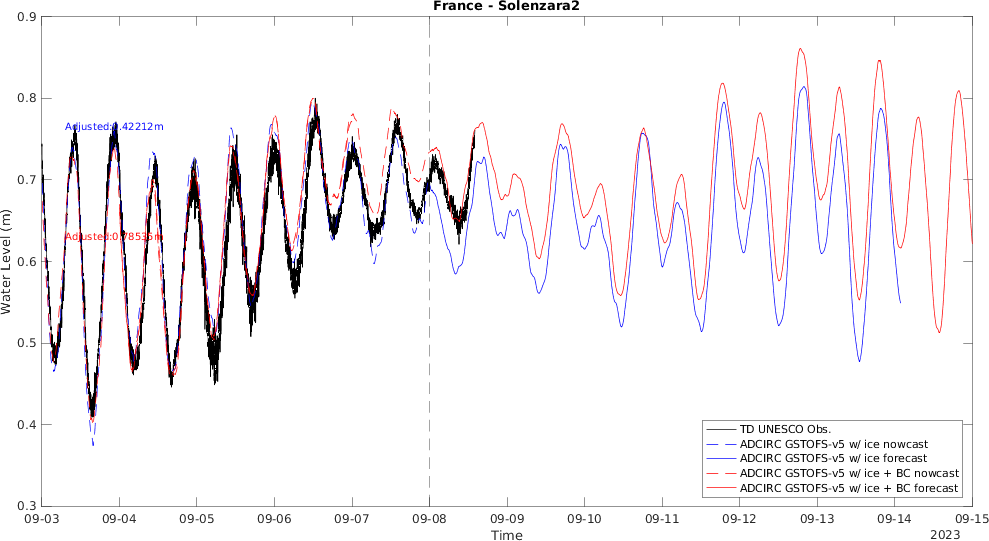 France - Solenzara2
0.9
0.8
0.7
0.6
0.5
0.4
0.3
Water Level (m)
09-03
09-04
09-05
09-06
09-07
09-08
09-09
09-10
09-11
09-12
09-13
09-14
09-15
Time
2023
TD UNESCO Obs.
ADCIRC GSTOFS-v5 w/ ice nowcast
ADCIRC GSTOFS-v5 w/ ice forecast
ADCIRC GSTOFS-v5 w/ ice + BC nowcast
ADCIRC GSTOFS-v5 w/ ice + BC forecast